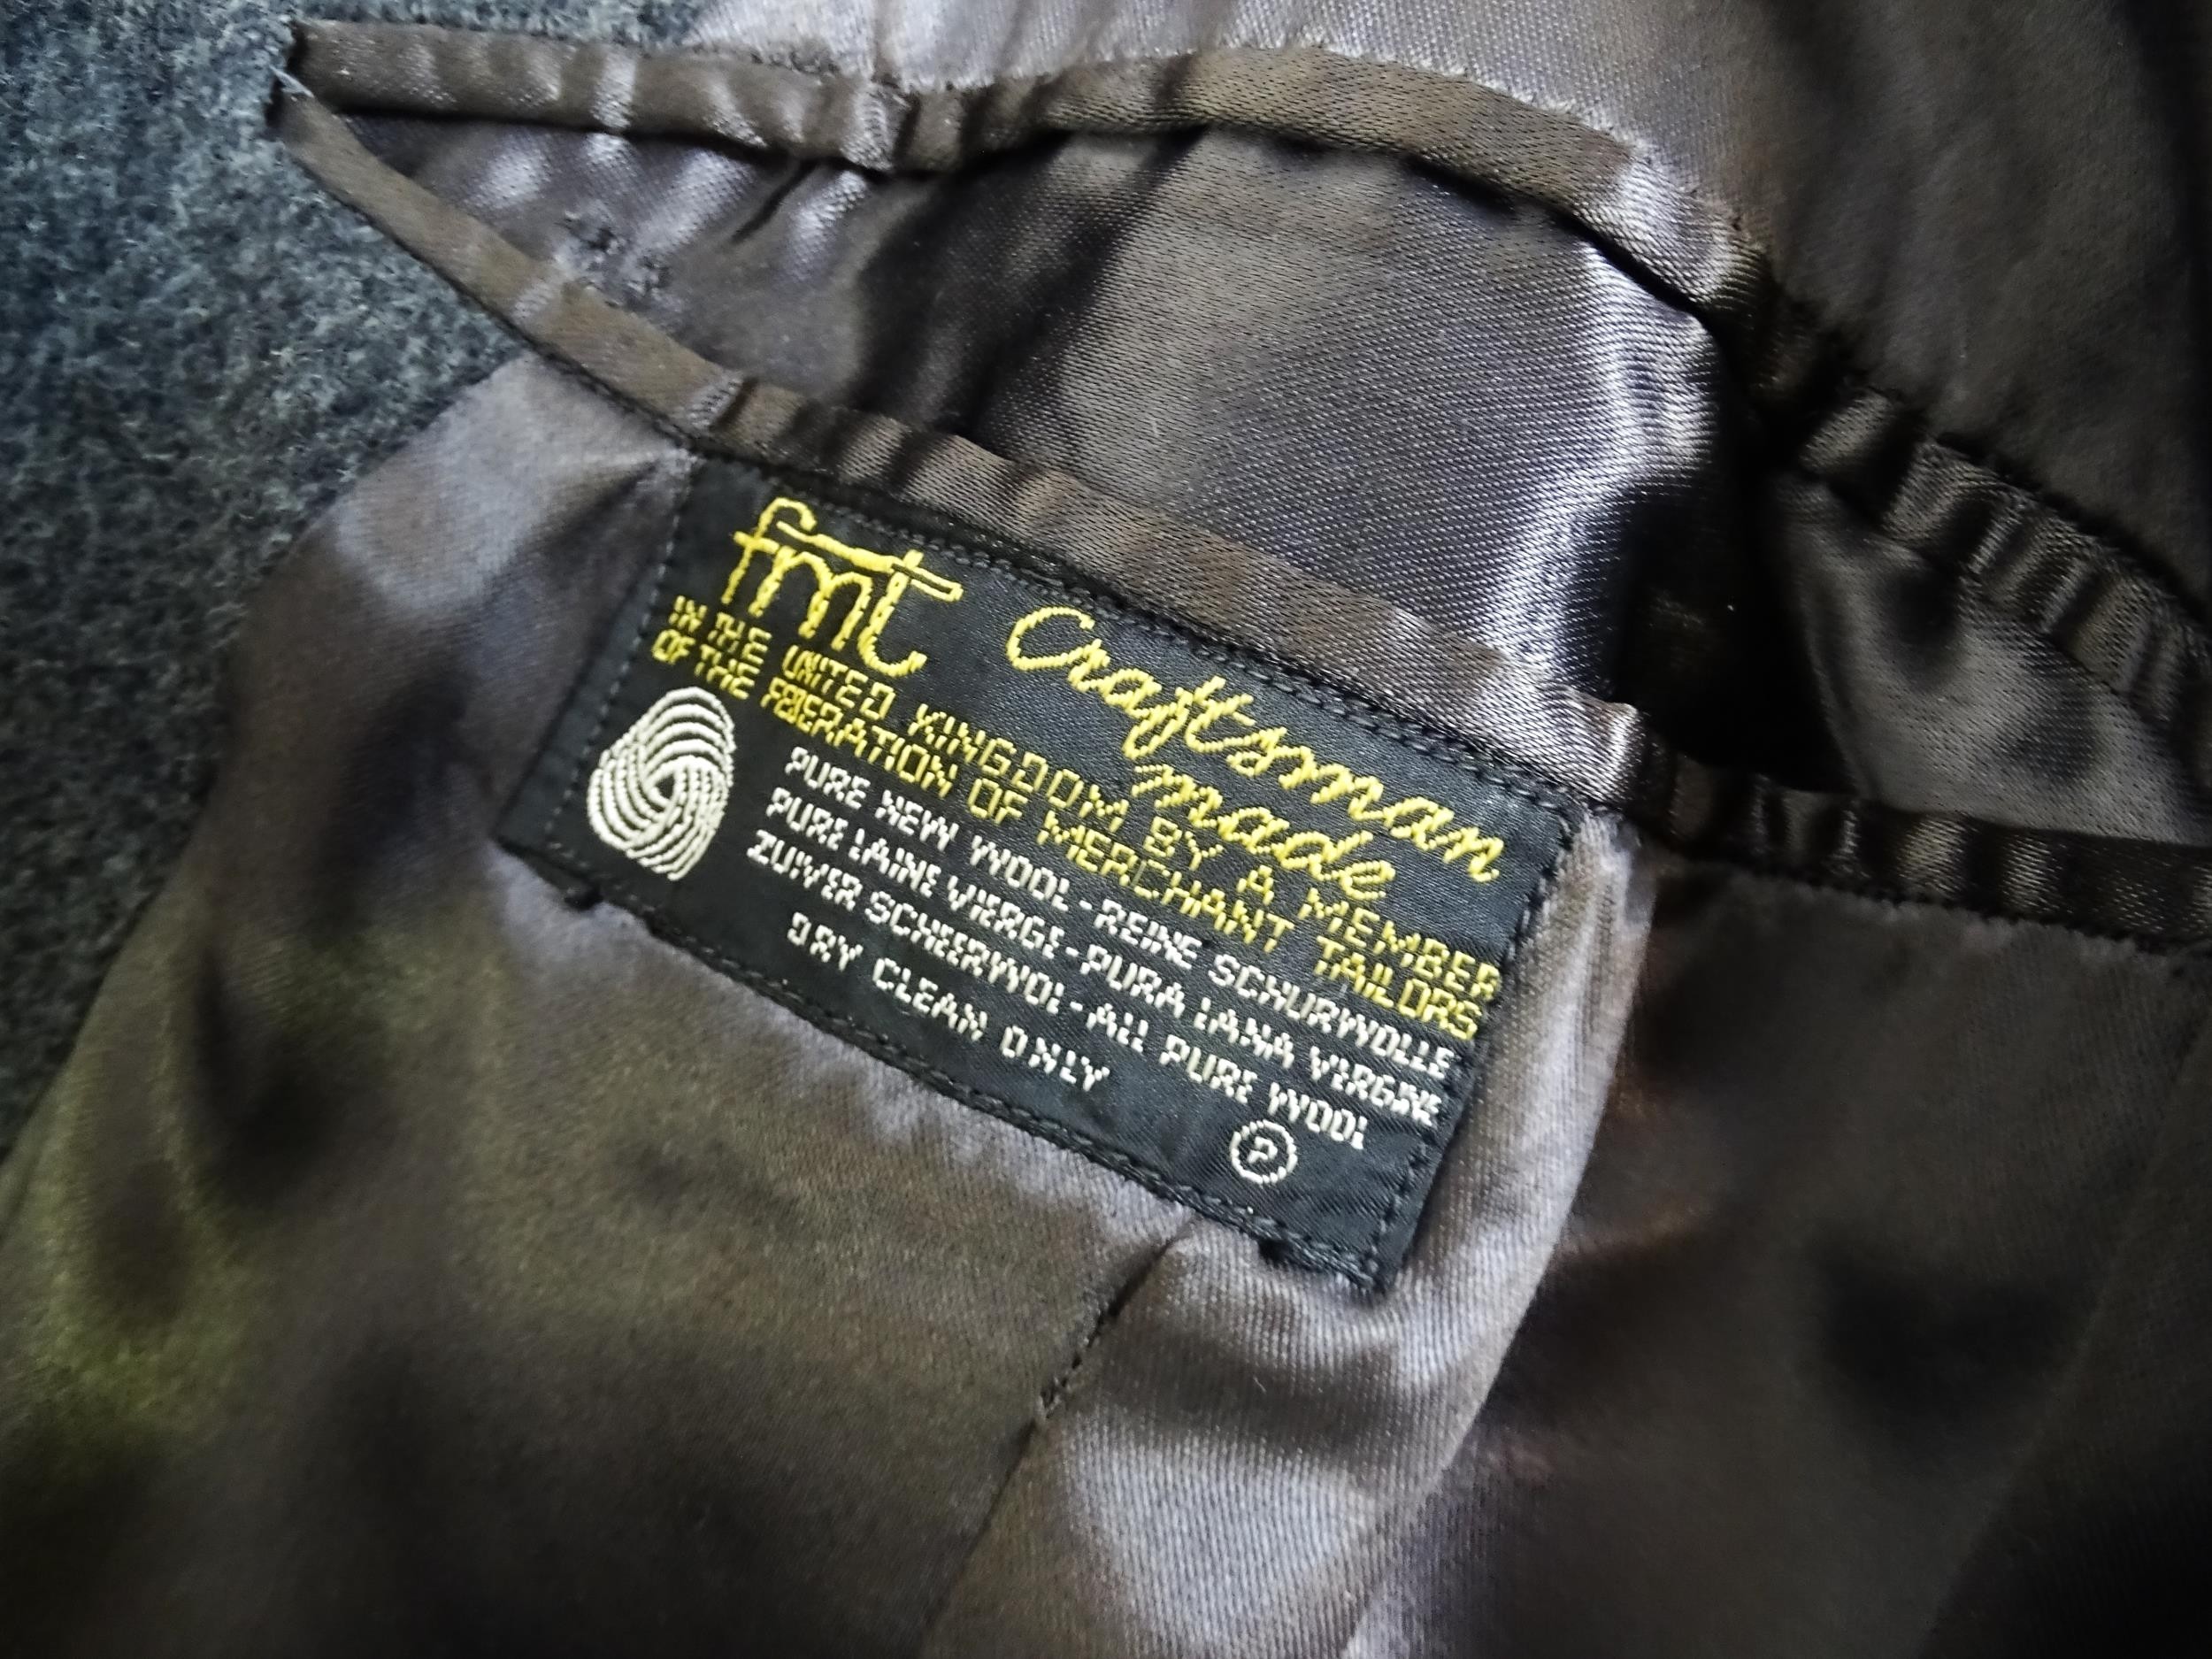 fmt Craftsman
made
IN THE UNITED KINGDOM BY A MEMBER
OF THE FEDERATION OF MERCHANT TAILORS
PURE NEW WOOL-REINE SCHURWOLLE
PURE LAINE VIERGE-PURA LANA VIRGINE
ZUIVER SCHEERWOL-ALL PURE WOOL
DRY CLEAN ONLY
P